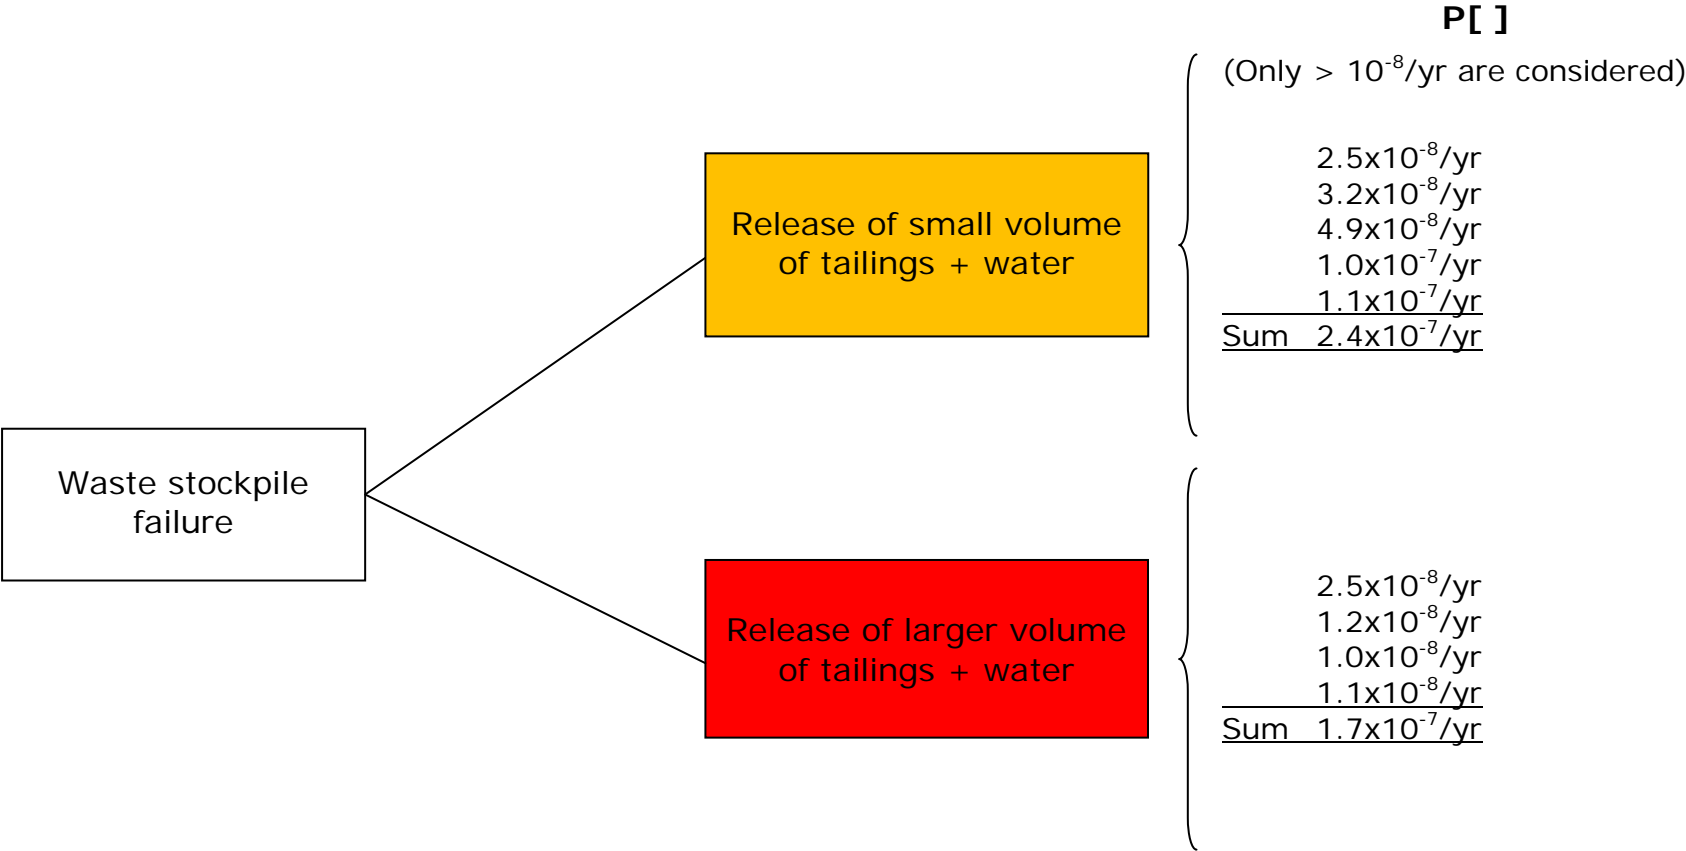 P[ ]
(Only > 10⁻⁸/yr are considered)
2.5x10⁻⁸/yr
3.2x10⁻⁸/yr
4.9x10⁻⁸/yr
1.0x10⁻⁷/yr
1.1x10⁻⁷/yr
Sum 2.4x10⁻⁷/yr
Release of small volume
of tailings + water
Waste stockpile
failure
Release of larger volume
of tailings + water
2.5x10⁻⁸/yr
1.2x10⁻⁸/yr
1.0x10⁻⁸/yr
1.1x10⁻⁸/yr
Sum 1.7x10⁻⁷/yr